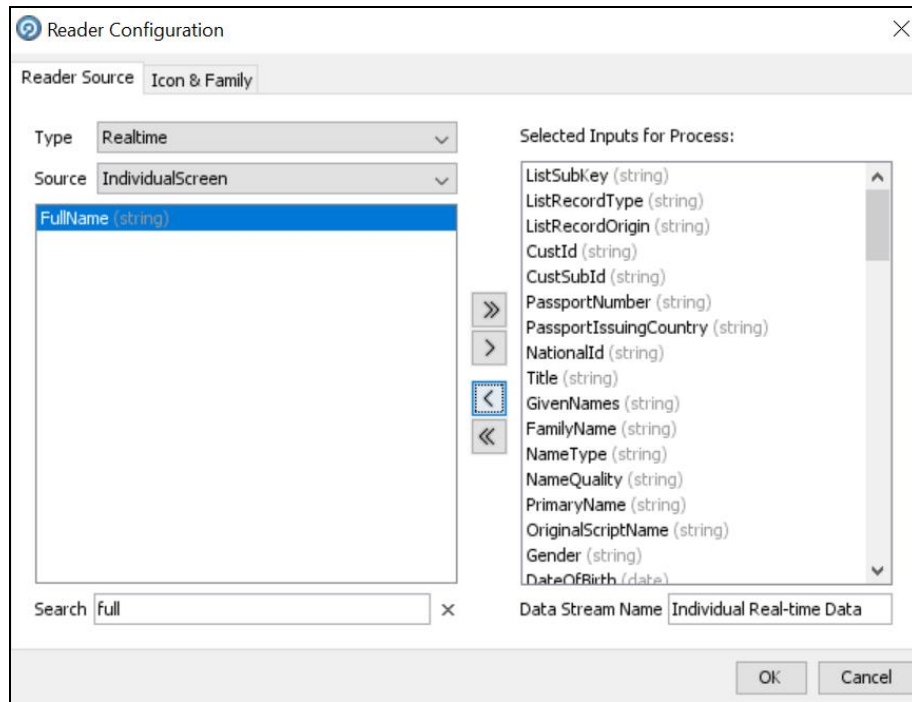 Reader Configuration
Reader Source
Icon & Family
Type
Realtime
Source
IndividualScreen
FullName (string)
Search
full
Selected Inputs for Process:
ListSubKey (string)
ListRecordType (string)
ListRecordOrigin (string)
CustId (string)
CustSubId (string)
PassportNumber (string)
PassportIssuingCountry (string)
NationalId (string)
Title (string)
GivenNames (string)
FamilyName (string)
NameType (string)
NameQuality (string)
PrimaryName (string)
OriginalScriptName (string)
Gender (string)
DateOfBirth (date)
Data Stream Name
Individual Real-time Data
OK
Cancel